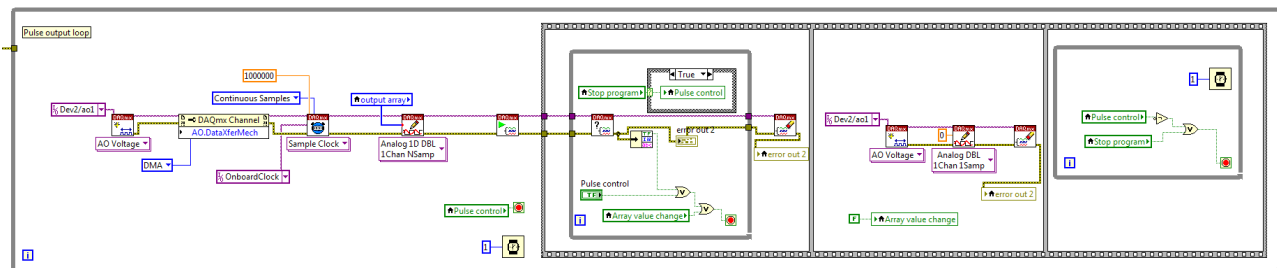 Pulse output loop
1000000
Continuous Samples
Dev2/ao1
DAQmx Channel
AO.DataXferMech
AO Voltage
DMA
OnboardClock
Sample Clock
output array
Analog 1D DBL
1Chan NSamp
Pulse control
1
i
True
Stop program
Pulse control
error out 2
Pulse control
TF
Array value change
i
error out 2
Dev2/ao1
AO Voltage
0
Analog DBL
1Chan 1Samp
error out 2
F
Array value change
1
Pulse control
Stop program
i